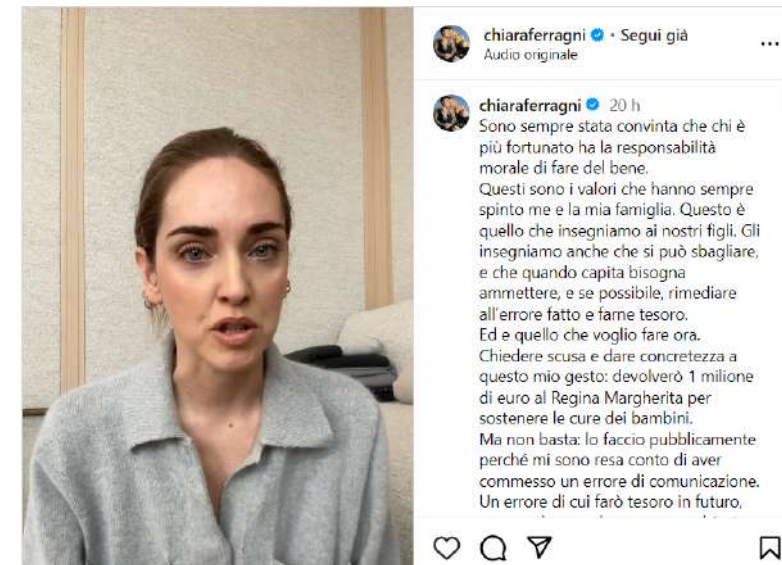 chiaraferragni • Segui già
Audio originale
chiaraferragni 20 h
Sono sempre stata convinta che chi è
più fortunato ha la responsabilità
morale di fare del bene.
Questi sono i valori che hanno sempre
spinto me e la mia famiglia. Questo è
quello che insegniamo ai nostri figli. Gli
insegniamo anche che si può sbagliare,
e che quando capita bisogna
ammettere, e se possibile, rimediare
all'errore fatto e farne tesoro.
Ed e quello che voglio fare ora.
Chiedere scusa e dare concretezza a
questo mio gesto: devolverò 1 milione
di euro al Regina Margherita per
sostenere le cure dei bambini.
Ma non basta: lo faccio pubblicamente
perché mi sono resa conto di aver
commesso un errore di comunicazione.
Un errore di cui farò tesoro in futuro,